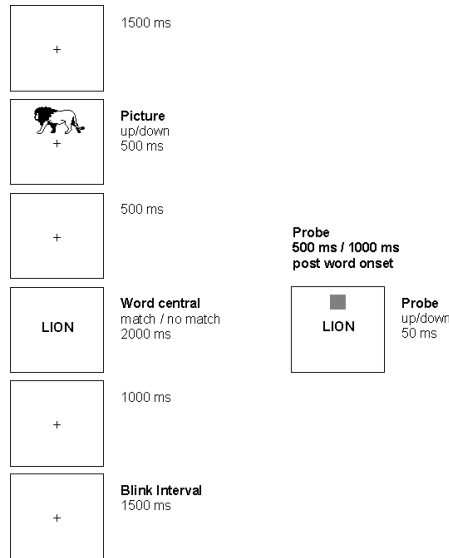 1500 ms
Picture
up/down
500 ms
500 ms
Probe
500 ms / 1000 ms
post word onset
LION
Word central
match / no match
2000 ms
LION
Probe
up/down
50 ms
1000 ms
Blink Interval
1500 ms